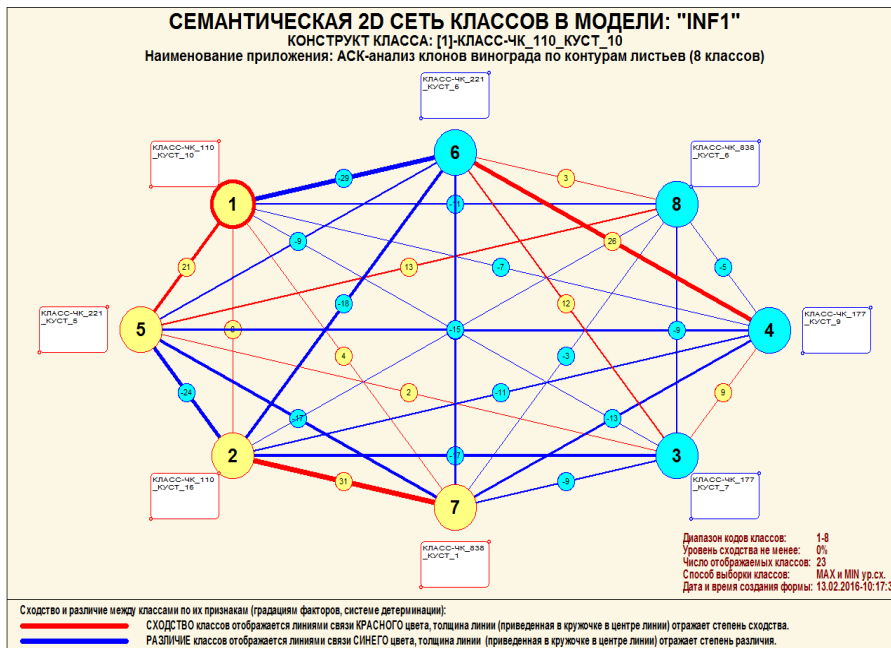 СЕМАНТИЧЕСКАЯ 2D СЕТЬ КЛАССОВ В МОДЕЛИ: "INF1"
КОНСТРУКТ КЛАССА: [1]-КЛАСС-ЧК_110_КУСТ_10
Наименование приложения: АСК-анализ клонов винограда по контурам листьев (8 классов)
КЛАСС-ЧК_221
_КУСТ_6
КЛАСС-ЧК_110
_КУСТ_10
КЛАСС-ЧК_838
_КУСТ_6
6
1
8
-29
3
-11
-9
26
21
13
-7
-5
КЛАСС-ЧК_221
_КУСТ_5
КЛАСС-ЧК_177
_КУСТ_9
-18
12
5
8
-15
-9
4
4
-3
-24
2
-11
9
-17
-13
2
-17
3
КЛАСС-ЧК_110
_КУСТ_16
31
-9
КЛАСС-ЧК_177
_КУСТ_7
7
КЛАСС-ЧК_838
_КУСТ_1
Диапазон кодов классов: 1-8
Уровень сходства не менее: 0%
Число отображаемых классов: 23
Способ выборки классов: MAX и MIN ур.сх.
Дата и время создания формы: 13.02.2016-10:17:3
Сходство и различие между классами по их признакам (градациям факторов, системе детерминации):
СХОДСТВО классов отображается линиями связи КРАСНОГО цвета, толщина линии (приведенная в кружочке в центре линии) отражает степень сходства.
РАЗЛИЧИЕ классов отображается линиями связи СИНЕГО цвета, толщина линии (приведенная в кружочке в центре линии) отражает степень различия.